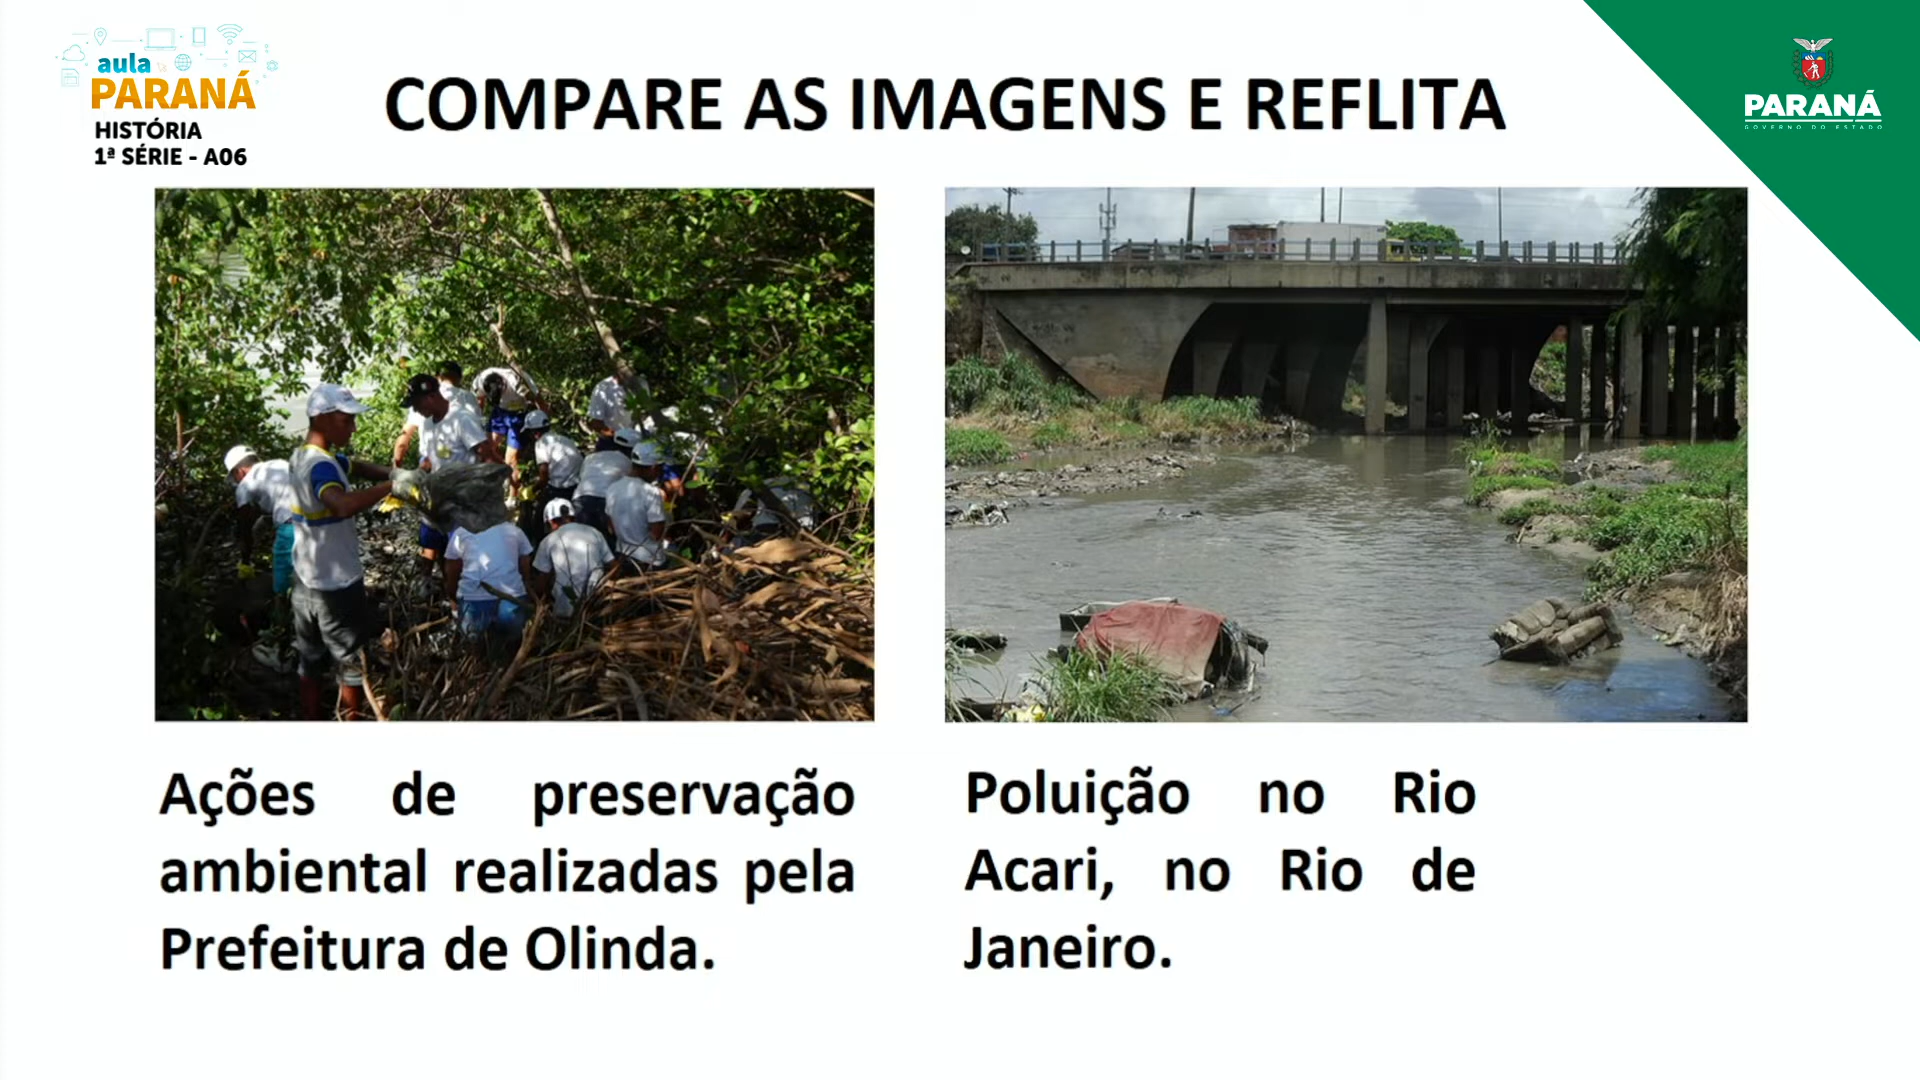 aula
PARANÁ
HISTÓRIA
1ª SÉRIE - A06
COMPARE AS IMAGENS E REFLITA
PARANÁ
GOVERNO DO ESTADO
Ações de preservação
ambiental realizadas pela
Prefeitura de Olinda.
Poluição no Rio
Acari, no Rio de
Janeiro.